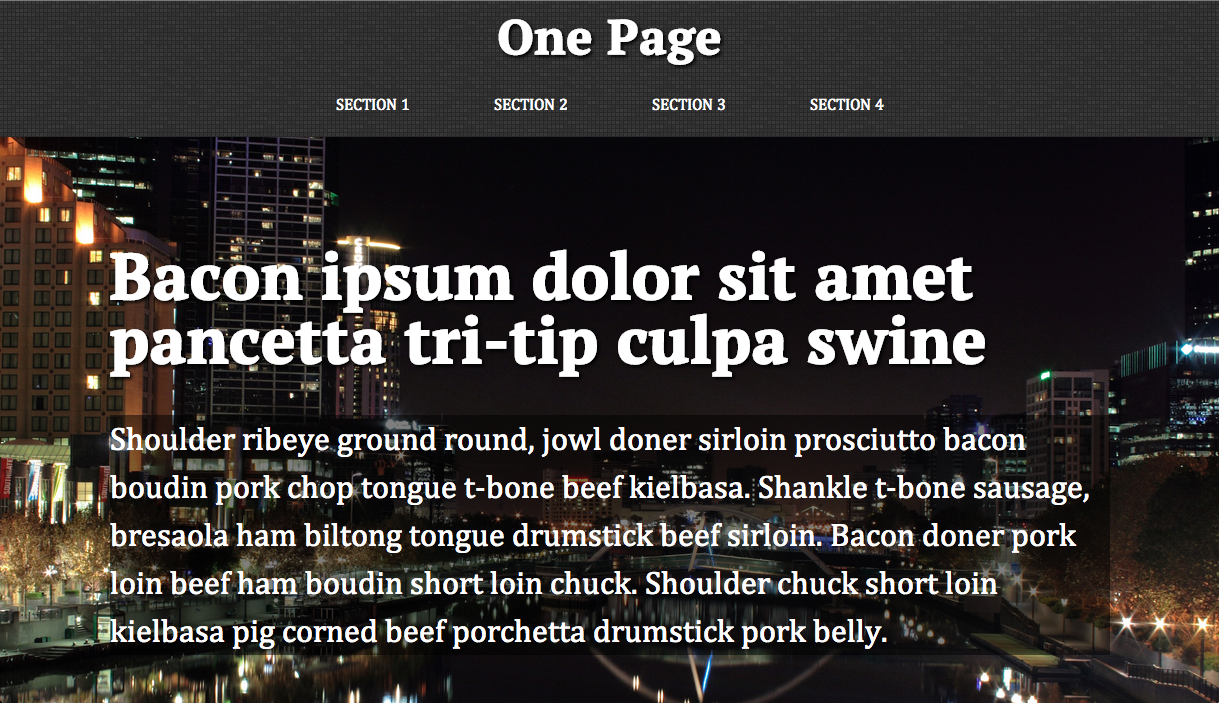 One Page
SECTION 1 SECTION 2 SECTION 3 SECTION 4
Bacon ipsum dolor sit amet
pancetta tri-tip culpa swine
Shoulder ribeye ground round, jowl doner sirloin prosciutto bacon
boudin pork chop tongue t-bone beef kielbasa. Shankle t-bone sausage,
bresaola ham biltong tongue drumstick beef sirloin. Bacon doner pork
loin beef ham boudin short loin chuck. Shoulder chuck short loin
kielbasa pig corned beef porchetta drumstick pork belly.